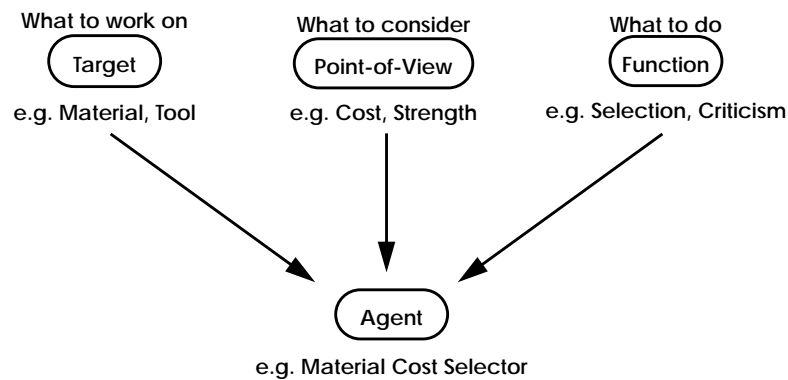 What to work on
What to consider
What to do
Target
Point-of-View
Function
e.g. Material, Tool
e.g. Cost, Strength
e.g. Selection, Criticism
Agent
e.g. Material Cost Selector